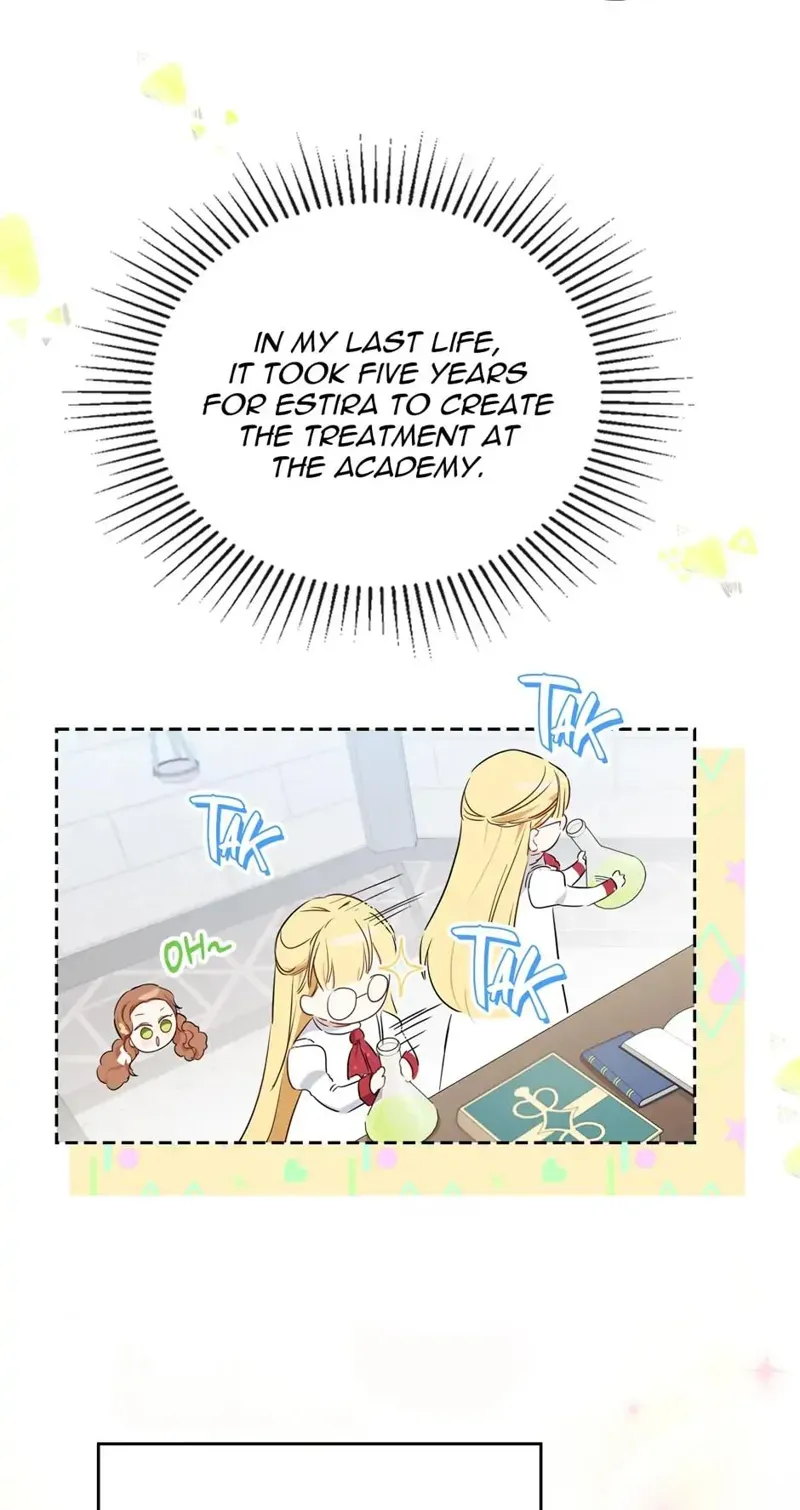 IN MY LAST LIFE,
IT TOOK FIVE YEARS
FOR ESTIRA TO CREATE
THE TREATMENT AT
THE ACADEMY.
TAK
TAK
OH~
TAK